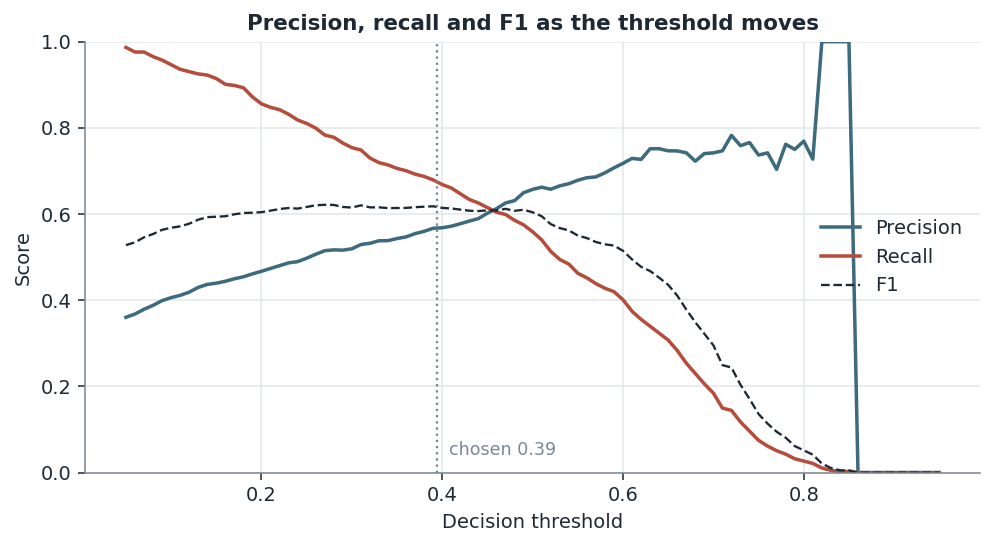 Precision, recall and F1 as the threshold moves
1.0
0.8
0.6
0.4
0.2
0.0
Score
Precision
Recall
F1
chosen 0.39
0.2
0.4
0.6
0.8
Decision threshold